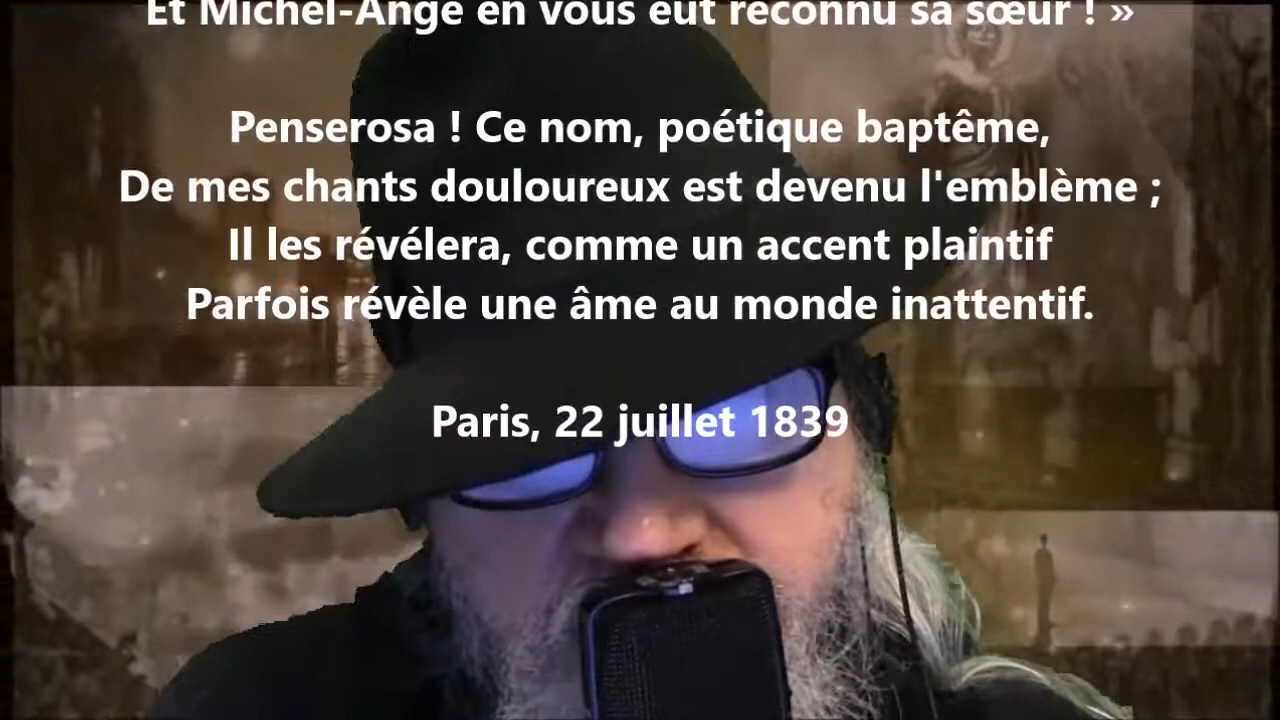 Et Michel-Ange en vous eût reconnu sa sœur ! »
Penserosa ! Ce nom, poétique baptême,
De mes chants douloureux est devenu l'emblème ;
Il les révélera, comme un accent plaintif
Parfois révèle une âme au monde inattentif.
Paris, 22 juillet 1839